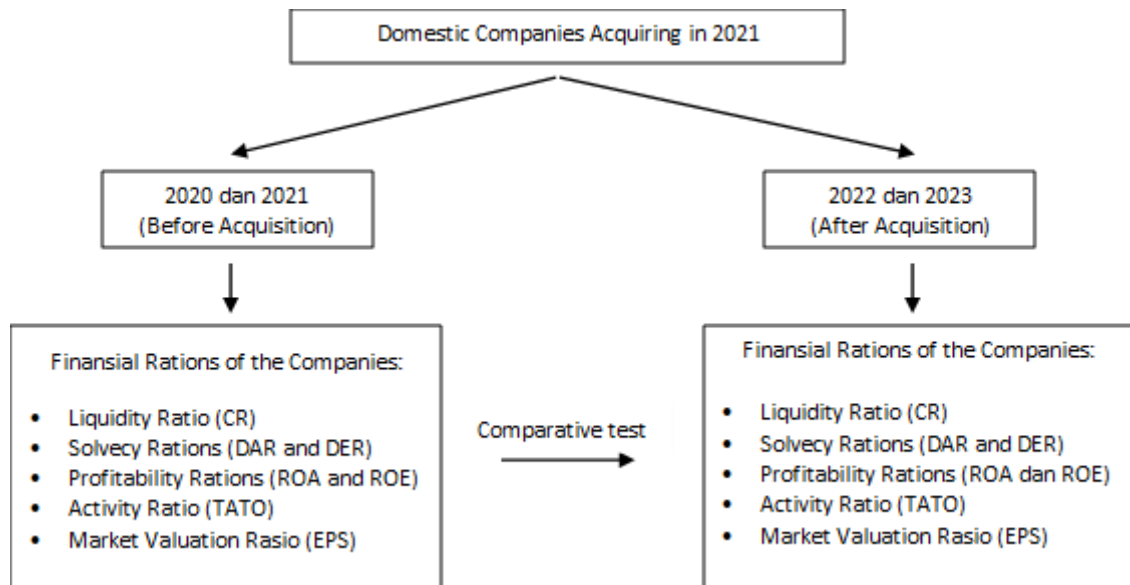 Domestic Companies Acquiring in 2021
2020 dan 2021
(Before Acquisition)
2022 dan 2023
(After Acquisition)
Finansial Rations of the Companies:
• Liquidity Ratio (CR)
• Solvecy Rations (DAR and DER)
• Profitability Rations (ROA and ROE)
• Activity Ratio (TATO)
• Market Valuation Rasio (EPS)
Comparative test
Finansial Rations of the Companies:
• Liquidity Ratio (CR)
• Solvecy Rations (DAR and DER)
• Profitability Rations (ROA dan ROE)
• Activity Ratio (TATO)
• Market Valuation Rasio (EPS)